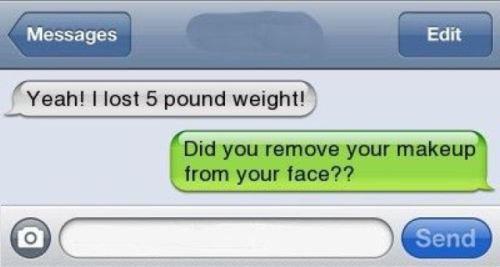 Messages
Edit
Yeah! I lost 5 pound weight!
Did you remove your makeup
from your face??
Send